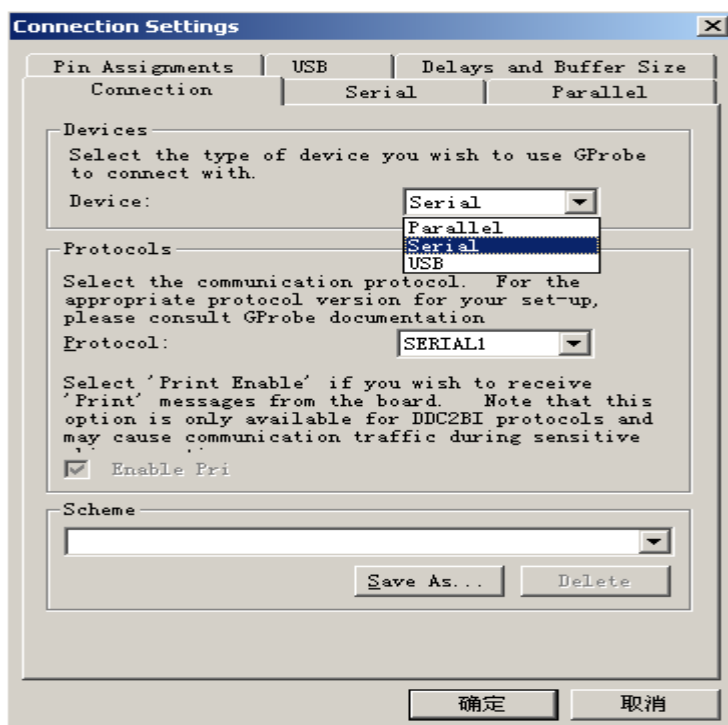 Connection Settings
Pin Assignments USB Delays and Buffer Size
Connection Serial Parallel
Devices
Select the type of device you wish to use GProbe
to connect with.
Device: Serial
Parallel
Serial
USB
Protocols
Select the communication protocol. For the
appropriate protocol version for your set-up,
please consult GProbe documentation
Protocol: SERIAL1
Select 'Print Enable' if you wish to receive
'Print' messages from the board. Note that this
option is only available for DDC2BI protocols and
may cause communication traffic during sensitive
Enable Pri
Scheme
Save As... Delete
确定 取消